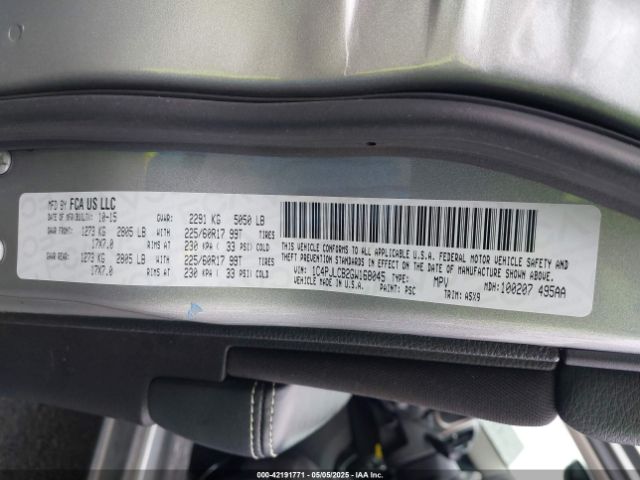 MFD BY FCA US LLC
DATE OF MFG/BUILT: 10-15 GVWR: 2291 KG 5050 LB
GAWR FRONT: 1273 KG 2805 LB WITH 225/60R17 99T TIRES
17X7.0 RIMS AT 230 KPA ( 33 PSI) COLD
GAWR REAR: 1273 KG 2805 LB WITH 225/60R17 99T TIRES
17X7.0 RIMS AT 230 KPA ( 33 PSI) COLD
THIS VEHICLE CONFORMS TO ALL APPLICABLE U.S.A. FEDERAL MOTOR VEHICLE SAFETY AND
THEFT PREVENTION STANDARDS IN EFFECT ON THE DATE OF MANUFACTURE SHOWN ABOVE.
VIN: 1C4PJLCB2GW168045 TYPE: MPV MDH: 100207 495AA
VEHICLE MADE IN U.S.A. PAINT: PSC TRIM: A5X9
000-42191771 - 05/05/2025 - COPYRIGHT IAA, LLC.